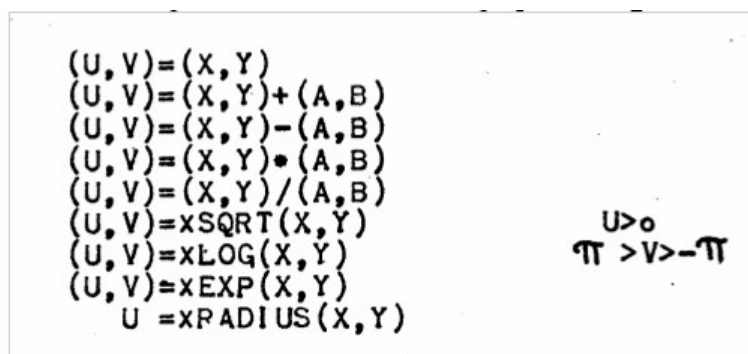 (U,V)=(X,Y)
(U,V)=(X,Y)+(A,B)
(U,V)=(X,Y)-(A,B)
(U,V)=(X,Y)•(A,B)
(U,V)=(X,Y)/(A,B)
(U,V)=xSQRT(X,Y) U>o
(U,V)=xLOG(X,Y) π >V>-π
(U,V)=xEXP(X,Y)
U =xRADIUS(X,Y)